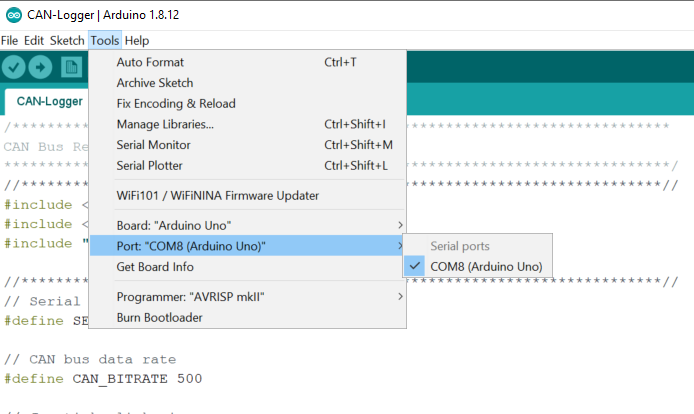 CAN-Logger | Arduino 1.8.12
File Edit Sketch Tools Help
Auto Format Ctrl+T
CAN-Logger Archive Sketch
Fix Encoding & Reload
/************
Manage Libraries... Ctrl+Shift+I
CAN Bus Re
Serial Monitor Ctrl+Shift+M
Serial Plotter Ctrl+Shift+L
#include <
WiFi101 / WiFiNINA Firmware Updater
#include <
Board: "Arduino Uno"
#include "
Port: "COM8 (Arduino Uno)" Serial ports
Get Board Info COM8 (Arduino Uno)
// Serial
Programmer: "AVRISP mkII"
#define SE
Burn Bootloader
// CAN bus data rate
#define CAN_BITRATE 500